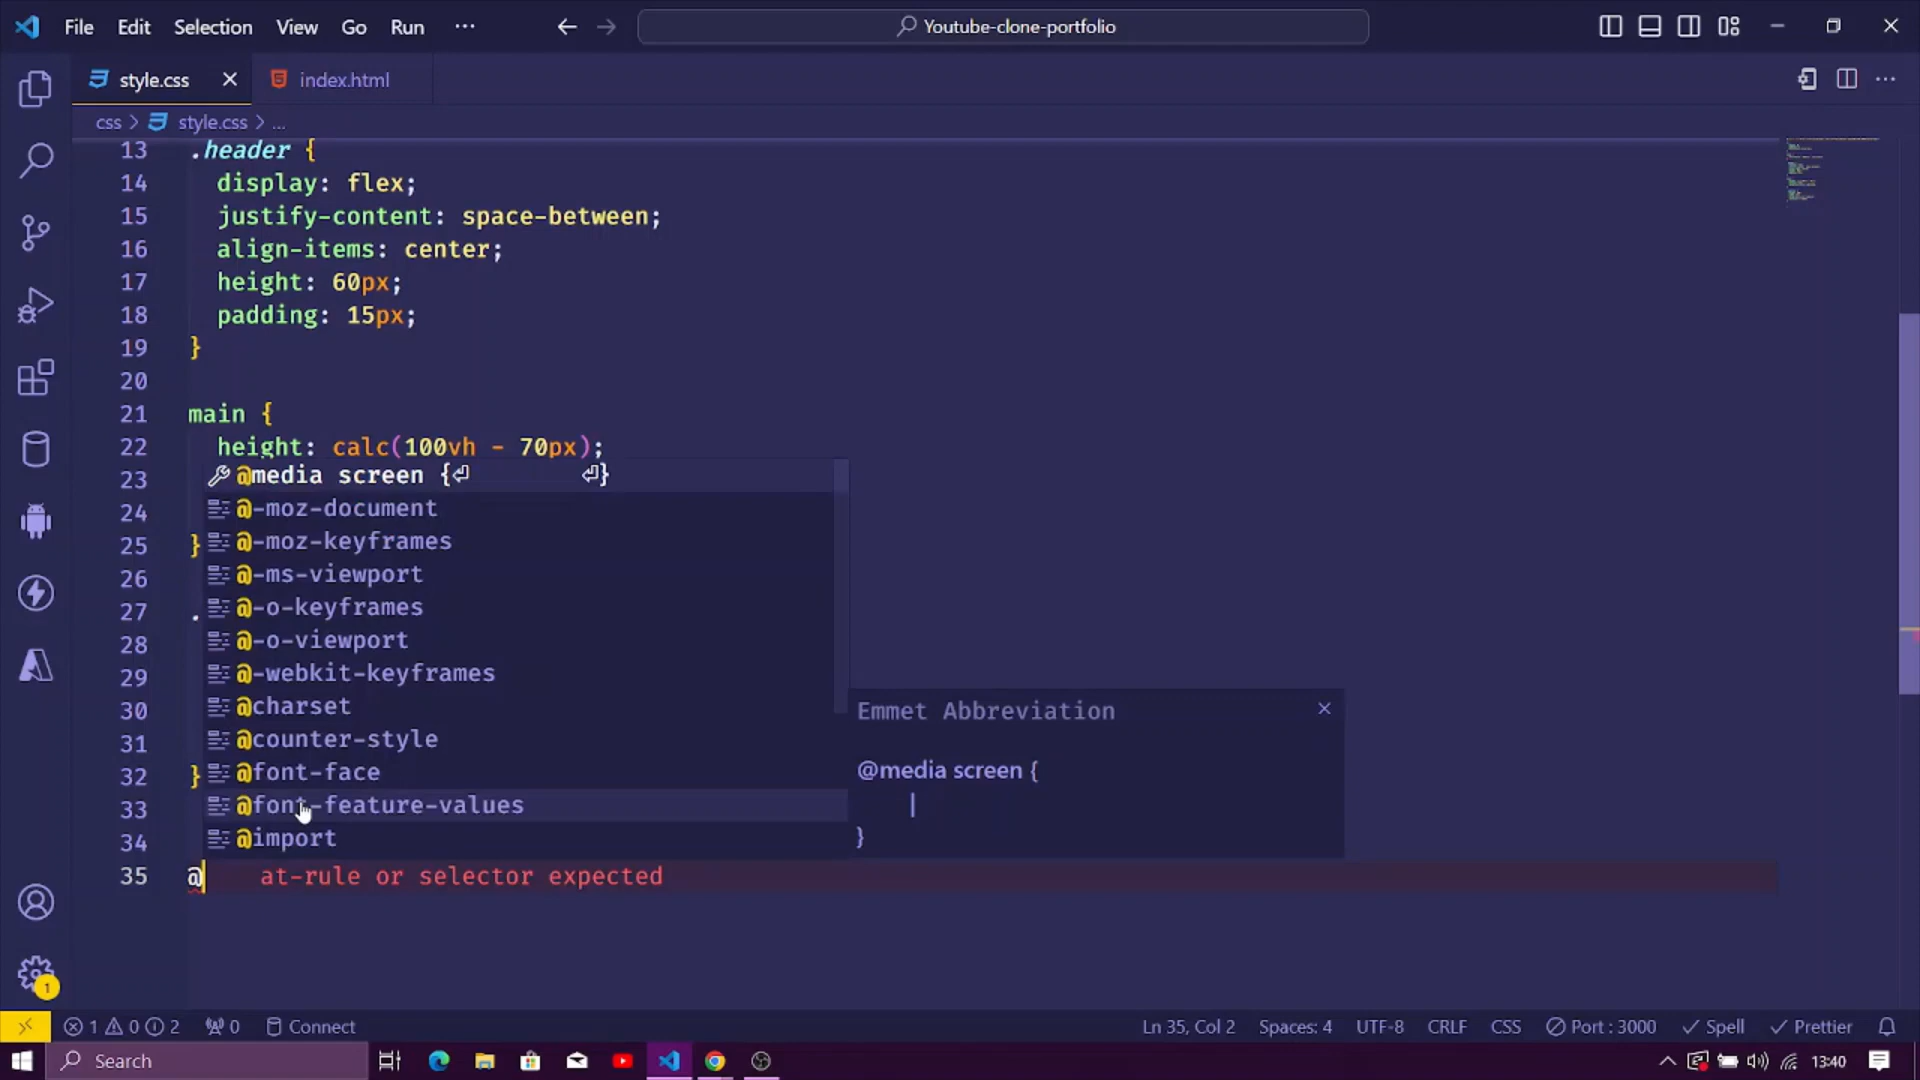 File Edit Selection View Go Run ···
Youtube-clone-portfolio
style.css
index.html
css > style.css > ...
13 .header {
14 display: flex;
15 justify-content: space-between;
16 align-items: center;
17 height: 60px;
18 padding: 15px;
19 }
20
21 main {
22 height: calc(100vh - 70px);
23 @media screen {⏎ ⏎}
24 @-moz-document
25 } @-moz-keyframes
26 @-ms-viewport
27 . @-o-keyframes
28 @-o-viewport
29 @-webkit-keyframes
30 @charset
31 @counter-style
32 } @font-face
33 @font-feature-values
34 @import
Emmet Abbreviation
@media screen {
|
}
35 @ at-rule or selector expected
1
1 0 2 0 Connect
Ln 35, Col 2 Spaces: 4 UTF-8 CRLF CSS Port : 3000 Spell Prettier
Search
13:40